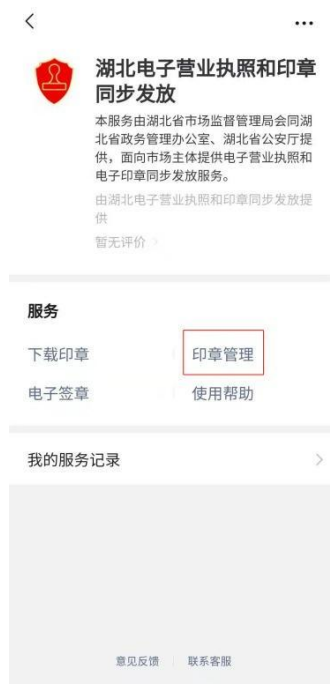 湖北电子营业执照和印章
同步发放
本服务由湖北省市场监督管理局会同湖
北省政务管理办公室、湖北省公安厅提
供，面向市场主体提供电子营业执照和
电子印章同步发放服务。
由湖北电子营业执照和印章同步发放提
供
暂无评价
服务
下载印章 印章管理
电子签章 使用帮助
我的服务记录
意见反馈 联系客服